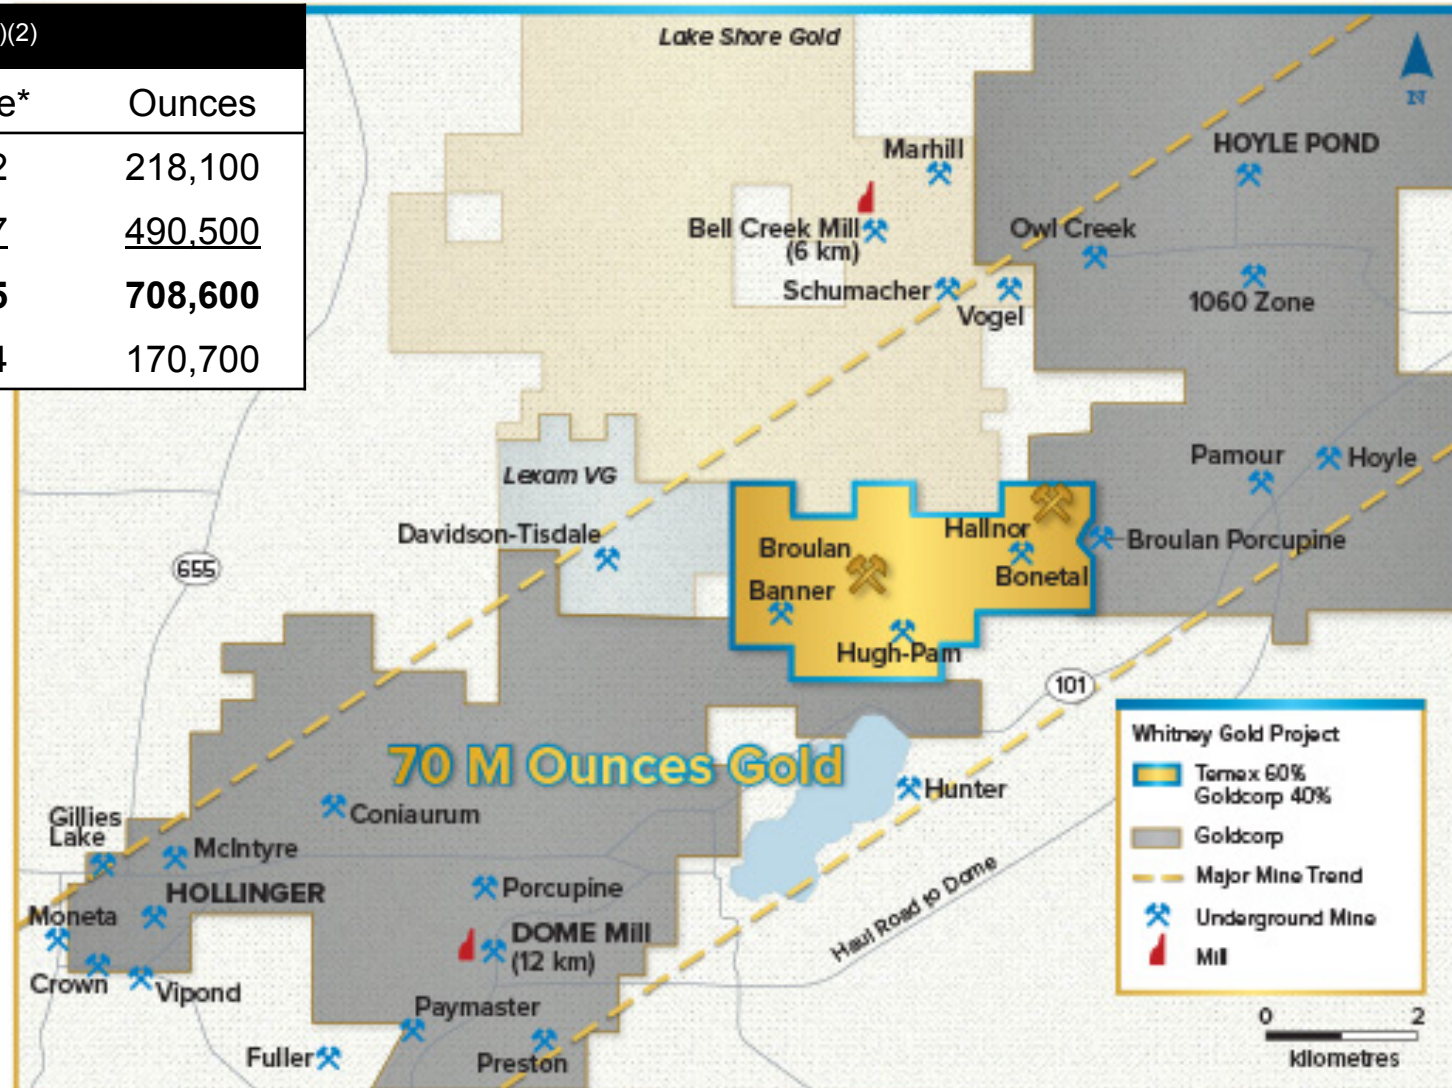 )(2)
e* Ounces
2 218,100
7 490,500
5 708,600
4 170,700
Lake Shore Gold
N
Marhill
HOYLE POND
Bell Creek Mill
(6 km)
Owl Creek
Schumacher
Vogel
1060 Zone
Lexam VG
Pamour
Hoyle
Davidson-Tisdale
Hallnor
Broulan Porcupine
Broulan
Bonetal
Banner
655
Hugh-Pam
101
70 M Ounces Gold
Whitney Gold Project
Temex 60%
Goldcorp 40%
Goldcorp
Major Mine Trend
Underground Mine
Mill
Hunter
Gillies
Lake
Coniaurum
McIntyre
HOLLINGER
Porcupine
Moneta
DOME Mill
(12 km)
Haul Road to Dome
Crown
Vipond
Paymaster
Fuller
Preston
0 2
kilometres